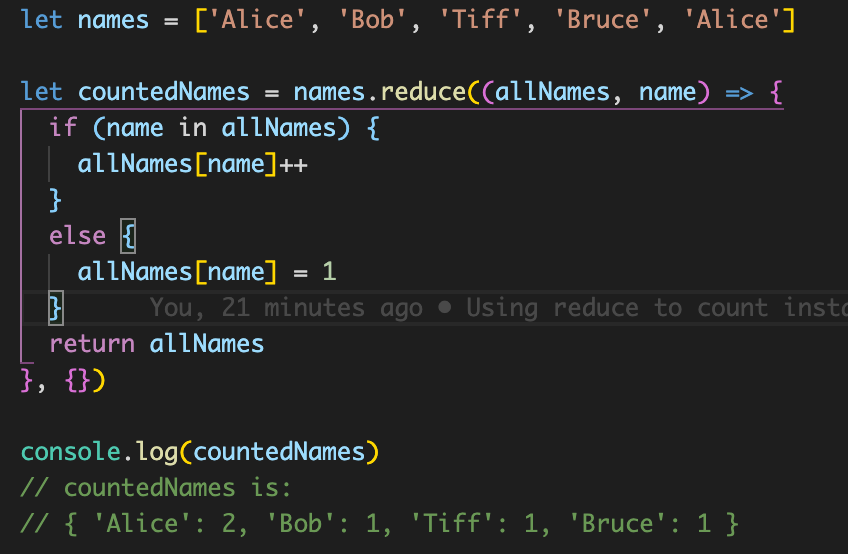 let names = ['Alice', 'Bob', 'Tiff', 'Bruce', 'Alice']
let countedNames = names.reduce((allNames, name) => {
if (name in allNames) {
allNames[name]++
}
else {
allNames[name] = 1
} You, 21 minutes ago • Using reduce to count
return allNames
}, {})
console.log(countedNames)
// countedNames is:
// { 'Alice': 2, 'Bob': 1, 'Tiff': 1, 'Bruce': 1 }